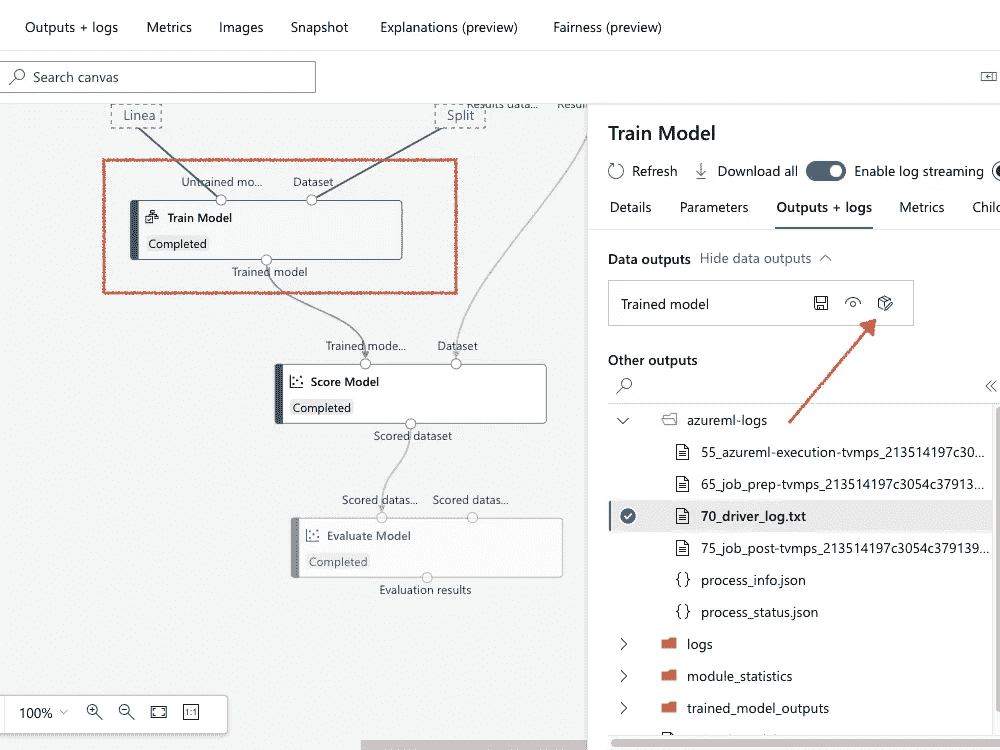 Outputs + logs Metrics Images Snapshot Explanations (preview) Fairness (preview)
Search canvas
Results data...
Linea
Split
Untrained mo... Dataset
Train Model
Completed
Trained model
Trained mode... Dataset
Score Model
Completed
Scored dataset
Scored datas... Scored datas...
Evaluate Model
Completed
Evaluation results
100%
1:1
Train Model
Refresh Download all Enable log streaming
Details Parameters Outputs + logs Metrics
Data outputs Hide data outputs
Trained model
Other outputs
azureml-logs
55_azureml-execution-tvmps_213514197c30...
65_job_prep-tvmps_213514197c3054c37913...
70_driver_log.txt
75_job_post-tvmps_213514197c3054c379139...
process_info.json
process_status.json
logs
module_statistics
trained_model_outputs